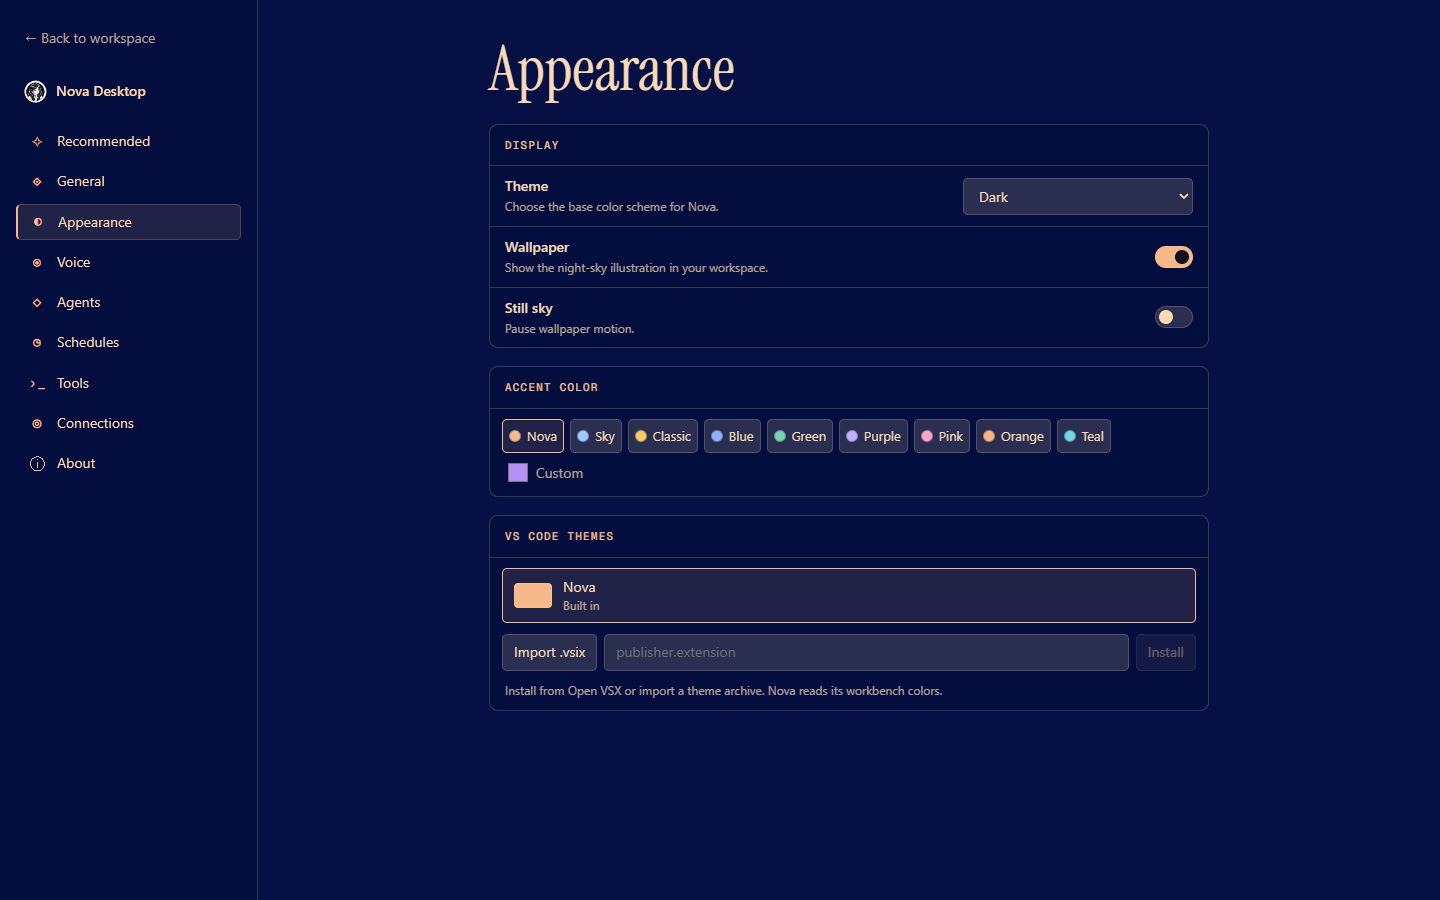 ← Back to workspace
Nova Desktop
Recommended
General
Appearance
Voice
Agents
Schedules
Tools
Connections
About
Appearance
DISPLAY
Theme
Choose the base color scheme for Nova.
Dark
Wallpaper
Show the night-sky illustration in your workspace.
Still sky
Pause wallpaper motion.
ACCENT COLOR
Nova Sky Classic Blue Green Purple Pink Orange Teal
Custom
VS CODE THEMES
Nova
Built in
Import .vsix publisher.extension Install
Install from Open VSX or import a theme archive. Nova reads its workbench colors.